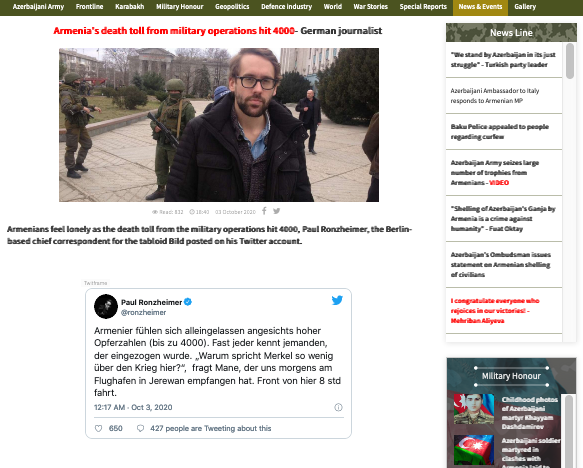 Azerbaijan Army Frontline Karabakh Military Honour Geopolitics Defence industry World War Stories Special Reports News & Events Gallery
Armenia's death toll from military operations hit 4000- German journalist
Read: 832 18:40 03 October 2020
Armenians feel lonely as the death toll from the military operations hit 4000, Paul Ronzheimer, the Berlin-
based chief correspondent for the tabloid Bild posted on his Twitter account.
Paul Ronzheimer
@ronzheimer
Armenier fühlen sich alleingelassen angesichts hoher
Opferzahlen (bis zu 4000). Fast jeder kennt jemanden,
der eingezogen wurde. „Warum spricht Merkel so wenig
über den Krieg hier?“, fragt Mane, der uns morgens am
Flughafen in Jerewan empfangen hat. Front von hier 8 std
fahrt.
12:17 AM · Oct 3, 2020
650 427 people are Tweeting about this
News Line
"We stand by Azerbaijan in its just
struggle" - Turkish party leader
Azerbaijani Ambassador to Italy
responds to Armenian MP
Baku Police appealed to people
regarding curfew
Azerbaijan Army seizes large
number of trophies from
Armenians - VIDEO
"Shelling of Azerbaijan's Ganja by
Armenia is a crime against
humanity" - Fuat Oktay
Azerbaijan's Ombudsman issues
statement on Armenian shelling
of civilians
I congratulate everyone who
rejoices in our victories! -
Mehriban Aliyeva
Military Honour
Childhood photos
of Azerbaijani
martyr Khayyam
Dashdamirov
Azerbaijani soldier
martyred in
clashes with
Armenia laid to